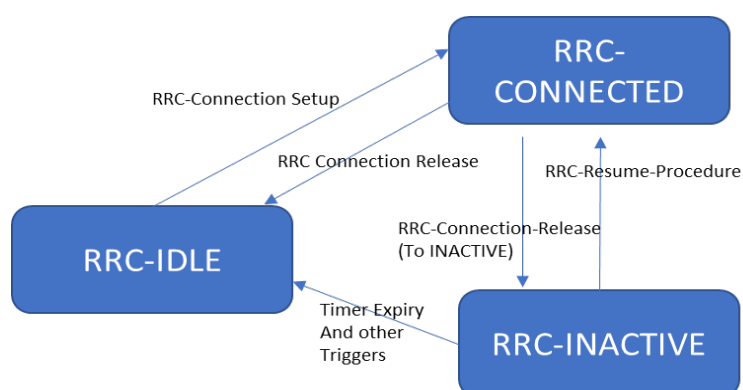 RRC-
CONNECTED
RRC-Connection Setup
RRC Connection Release
RRC-Resume-Procedure
RRC-Connection-Release
(To INACTIVE)
RRC-IDLE
Timer Expiry
And other
Triggers
RRC-INACTIVE